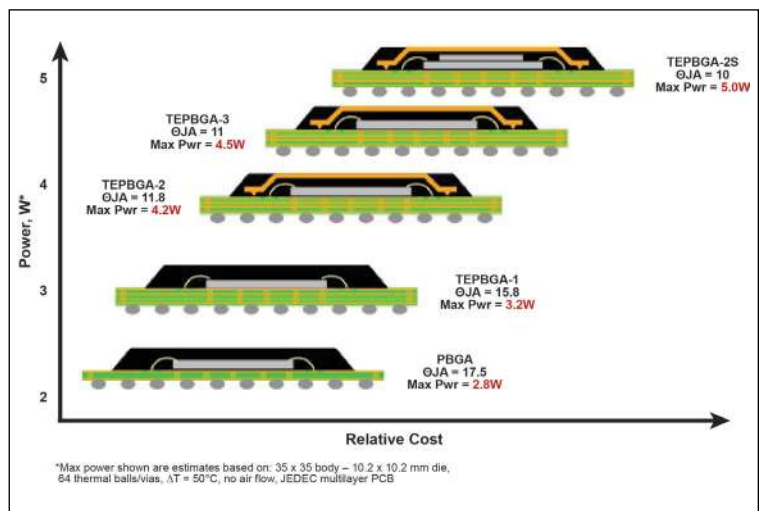 5
TEPBGA-2S
ΘJA = 10
Max Pwr = 5.0W
TEPBGA-3
ΘJA = 11
Max Pwr = 4.5W
4
TEPBGA-2
ΘJA = 11.8
Max Pwr = 4.2W
Power, W*
3
TEPBGA-1
ΘJA = 15.8
Max Pwr = 3.2W
PBGA
ΘJA = 17.5
Max Pwr = 2.8W
2
Relative Cost
*Max power shown are estimates based on: 35 x 35 body – 10.2 x 10.2 mm die,
64 thermal balls/vias, ΔT = 50°C, no air flow, JEDEC multilayer PCB